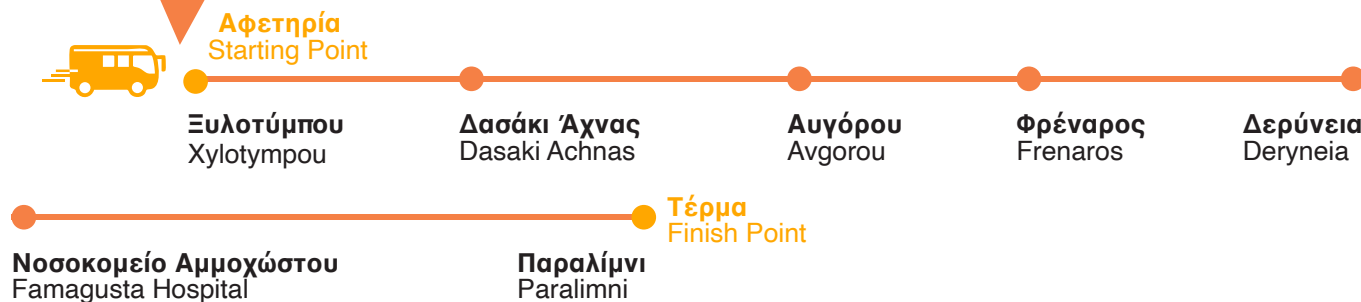 Αφετηρία
Starting Point
Ξυλοτύμπου
Xylotympou
Δασάκι Άχνας
Dasaki Achnas
Αυγόρου
Avgorou
Φρέναρος
Frenaros
Δερύνεια
Deryneia
Τέρμα
Finish Point
Νοσοκομείο Αμμοχώστου
Famagusta Hospital
Παραλίμνι
Paralimni